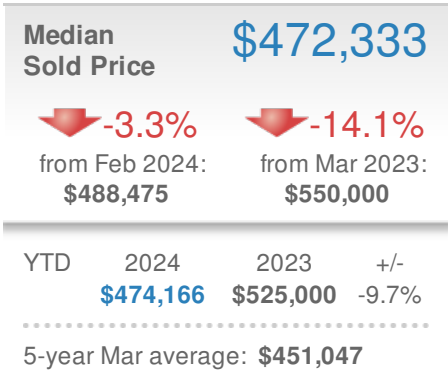 Median
Sold Price
$472,333
-3.3% -14.1%
from Feb 2024: from Mar 2023:
$488,475 $550,000
YTD 2024 2023 +/-
$474,166 $525,000 -9.7%
5-year Mar average: $451,047